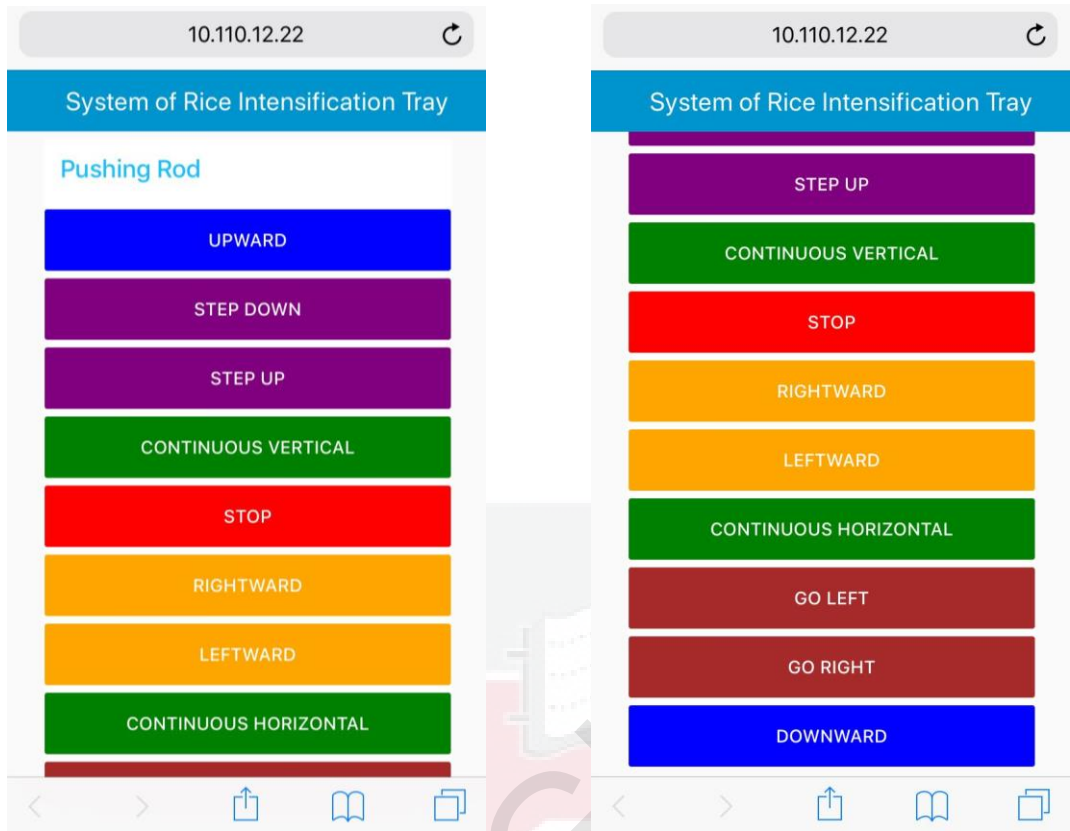 10.110.12.22
System of Rice Intensification Tray
Pushing Rod
UPWARD
STEP DOWN
STEP UP
CONTINUOUS VERTICAL
STOP
RIGHTWARD
LEFTWARD
CONTINUOUS HORIZONTAL
10.110.12.22
System of Rice Intensification Tray
STEP UP
CONTINUOUS VERTICAL
STOP
RIGHTWARD
LEFTWARD
CONTINUOUS HORIZONTAL
GO LEFT
GO RIGHT
DOWNWARD